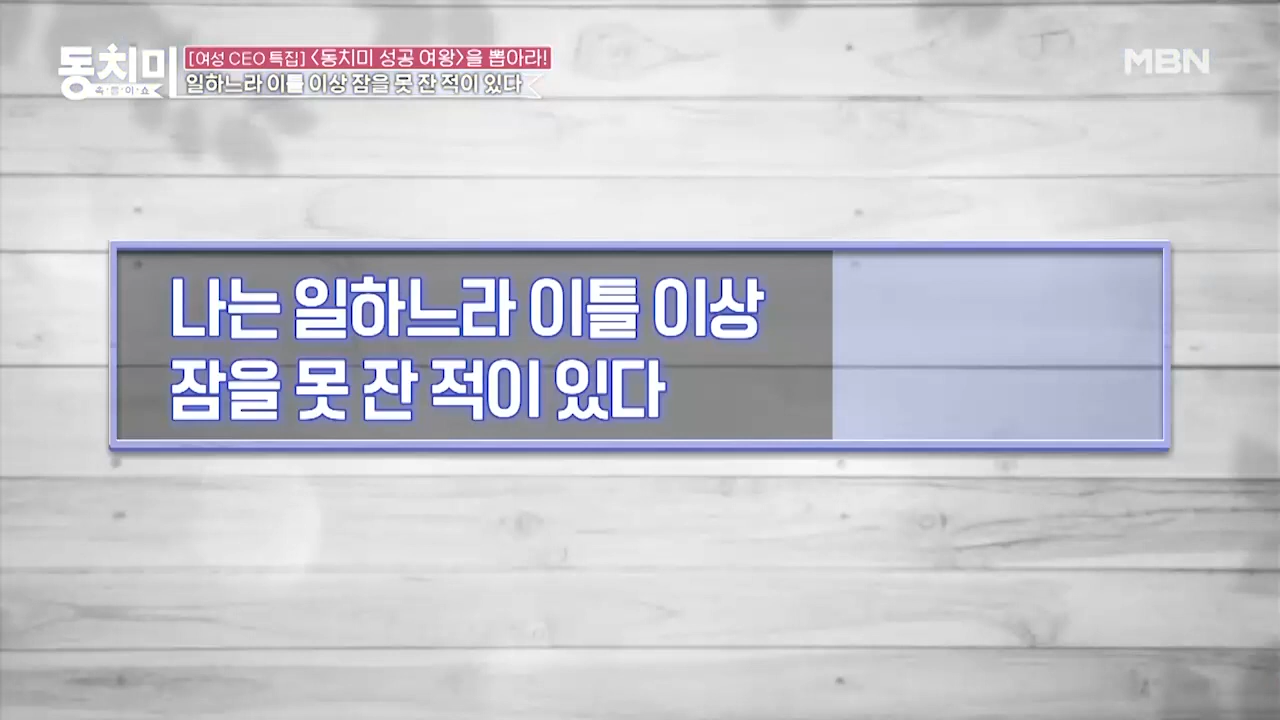 동치미
속·풀·이·쇼
[여성 CEO 특집] <동치미 성공 여왕>을 뽑아라!
일하느라 이틀 이상 잠을 못 잔 적이 있다
MBN
나는 일하느라 이틀 이상
잠을 못 잔 적이 있다